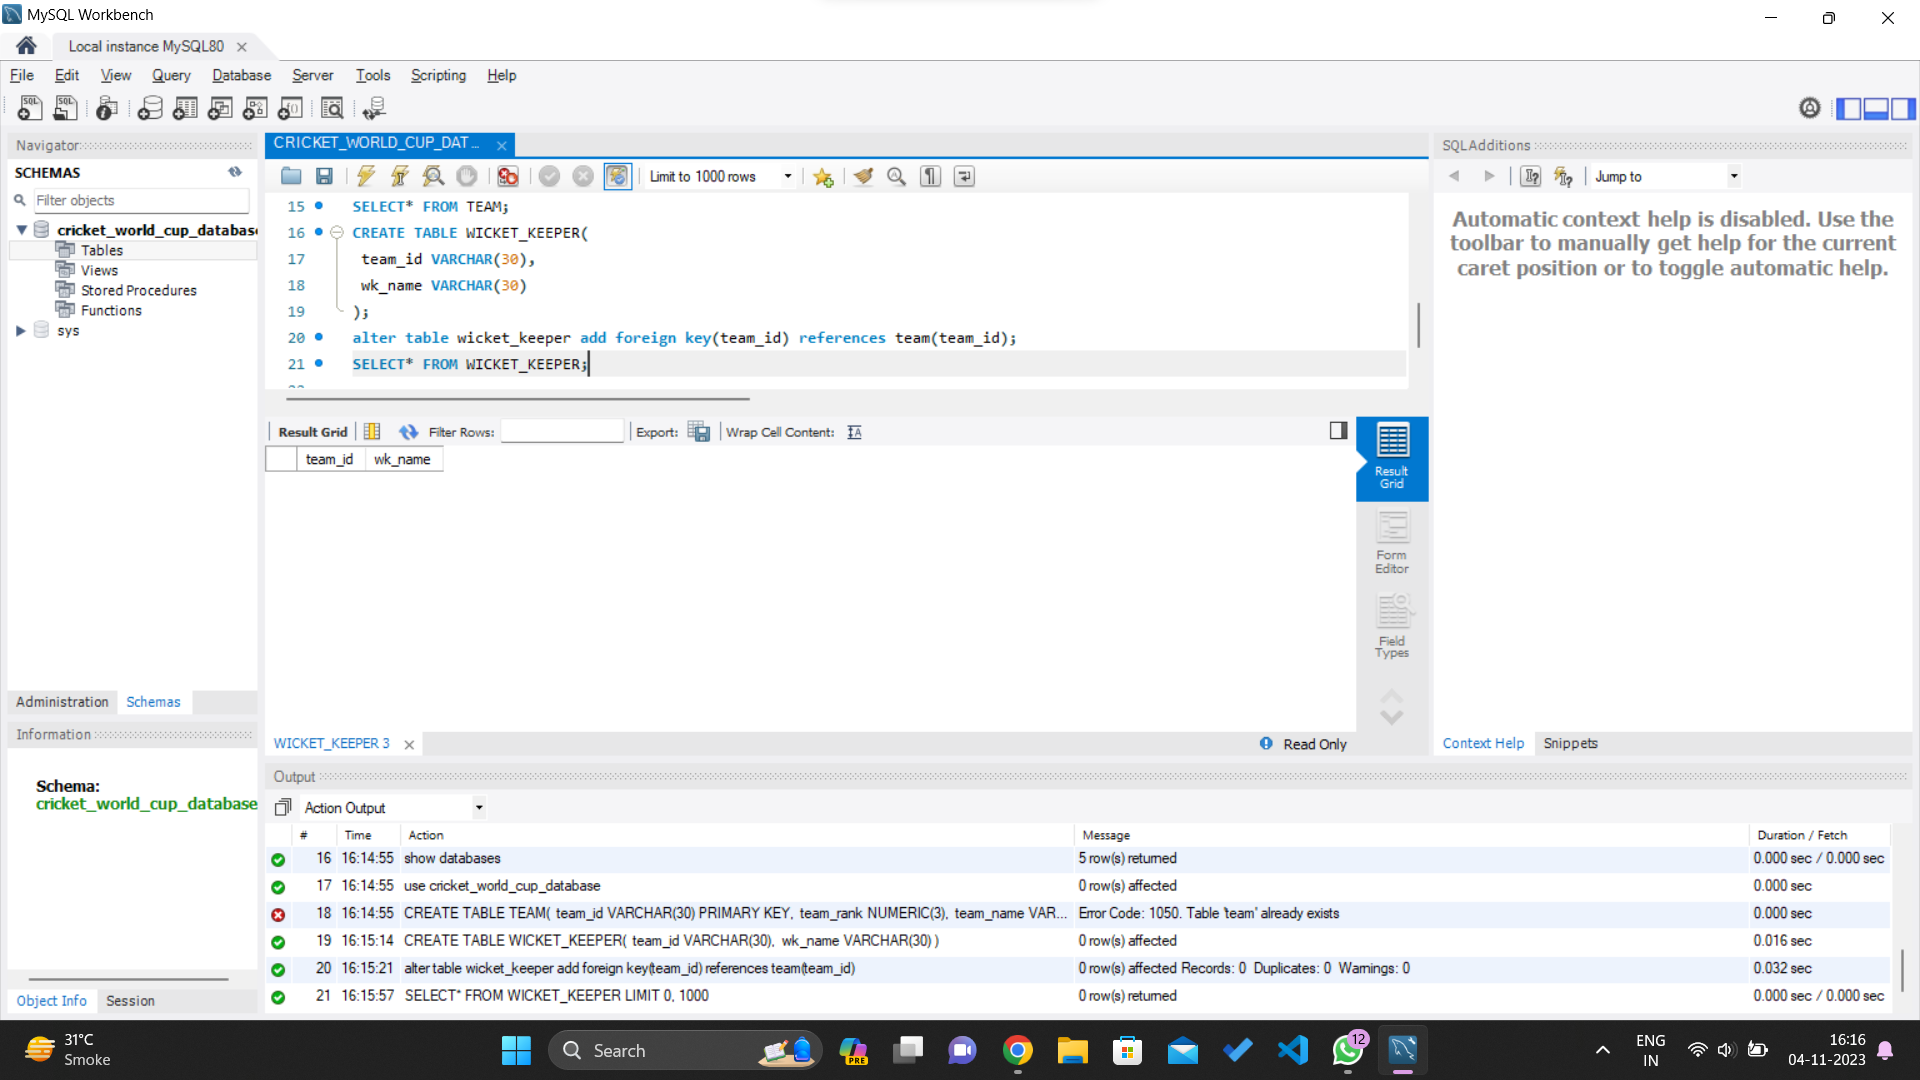 MySQL Workbench
Local instance MySQL80
File Edit View Query Database Server Tools Scripting Help
Navigator
SCHEMAS
Filter objects
cricket_world_cup_databas
Tables
Views
Stored Procedures
Functions
sys
Administration Schemas
Information
Schema:
cricket_world_cup_database
Object Info Session
CRICKET_WORLD_CUP_DAT...
Limit to 1000 rows
15 SELECT* FROM TEAM;
16 CREATE TABLE WICKET_KEEPER(
17 team_id VARCHAR(30),
18 wk_name VARCHAR(30)
19 );
20 alter table wicket_keeper add foreign key(team_id) references team(team_id);
21 SELECT* FROM WICKET_KEEPER;
Result Grid Filter Rows: Export: Wrap Cell Content:
team_id wk_name
Result
Grid
Form
Editor
Field
Types
WICKET_KEEPER 3
Read Only
SQLAdditions
Jump to
Automatic context help is disabled. Use the
toolbar to manually get help for the current
caret position or to toggle automatic help.
Context Help Snippets
Output
Action Output
# Time Action Message Duration / Fetch
16 16:14:55 show databases 5 row(s) returned 0.000 sec / 0.000 sec
17 16:14:55 use cricket_world_cup_database 0 row(s) affected 0.000 sec
18 16:14:55 CREATE TABLE TEAM( team_id VARCHAR(30) PRIMARY KEY, team_rank NUMERIC(3), team_name VAR... Error Code: 1050. Table 'team' already exists 0.000 sec
19 16:15:14 CREATE TABLE WICKET_KEEPER( team_id VARCHAR(30), wk_name VARCHAR(30) ) 0 row(s) affected 0.016 sec
20 16:15:21 alter table wicket_keeper add foreign key(team_id) references team(team_id) 0 row(s) affected Records: 0 Duplicates: 0 Warnings: 0 0.032 sec
21 16:15:57 SELECT* FROM WICKET_KEEPER LIMIT 0, 1000 0 row(s) returned 0.000 sec / 0.000 sec
31°C
Smoke
Search
PRE
12
ENG
IN
16:16
04-11-2023